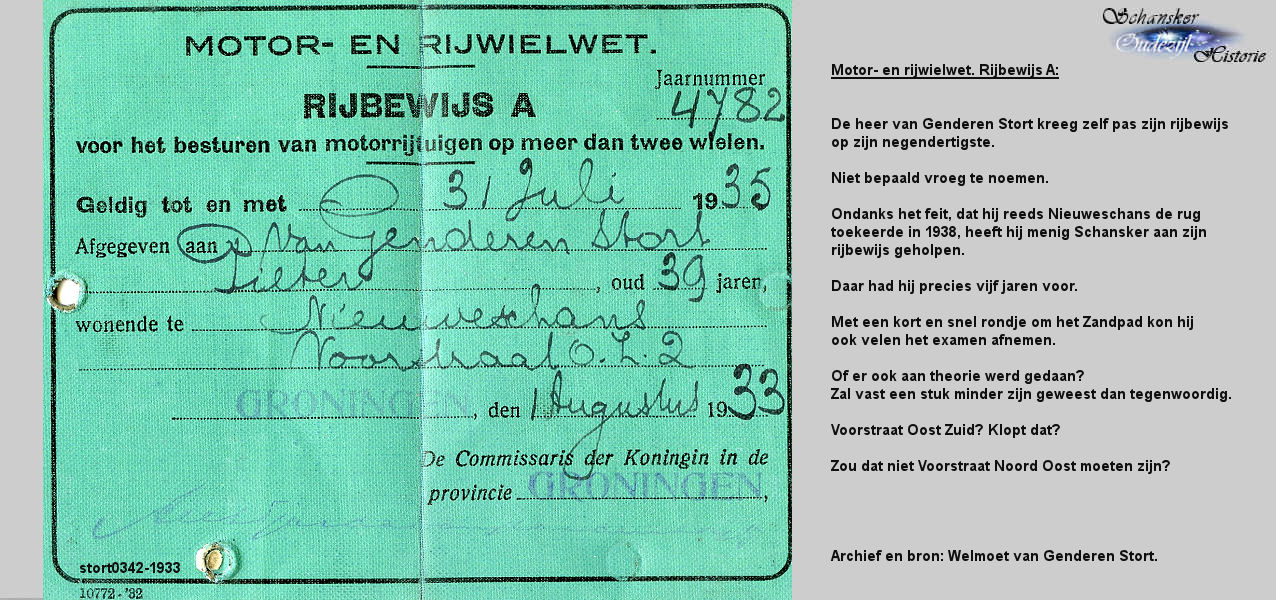 MOTOR- EN RIJWIELWET.
Jaarnummer
4782
RIJBEWIJS A
voor het besturen van motorrijtuigen op meer dan twee wielen.
Geldig tot en met 31 Juli 1935
Afgegeven aan Van Genderen Stort
Pieter, oud 39 jaren,
wonende te Nieuweschans
Voorstraat O.Z. 2
GRONINGEN, den 1 Augustus 1933
De Commissaris der Koningin in de
provincie GRONINGEN,
stort0342-1933
10772 - '32
Schansker
Oudezijl
Historie
Motor- en rijwielwet. Rijbewijs A:
De heer van Genderen Stort kreeg zelf pas zijn rijbewijs
op zijn negendertigste.
Niet bepaald vroeg te noemen.
Ondanks het feit, dat hij reeds Nieuweschans de rug
toekeerde in 1938, heeft hij menig Schansker aan zijn
rijbewijs geholpen.
Daar had hij precies vijf jaren voor.
Met een kort en snel rondje om het Zandpad kon hij
ook velen het examen afnemen.
Of er ook aan theorie werd gedaan?
Zal vast een stuk minder zijn geweest dan tegenwoordig.
Voorstraat Oost Zuid? Klopt dat?
Zou dat niet Voorstraat Noord Oost moeten zijn?
Archief en bron: Welmoet van Genderen Stort.